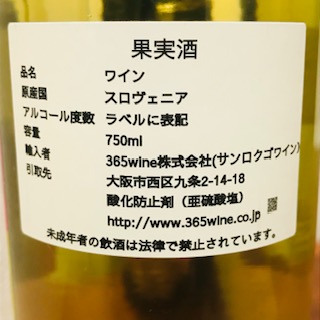 果実酒
品名 ワイン
原産国 スロヴェニア
アルコール度数 ラベルに表記
容量 750ml
輸入者 365wine株式会社(サンロクゴワイン)
引取先 大阪市西区九条2-14-18
酸化防止剤（亜硫酸塩）
http://www.365wine.co.jp
未成年者の飲酒は法律で禁止されています。